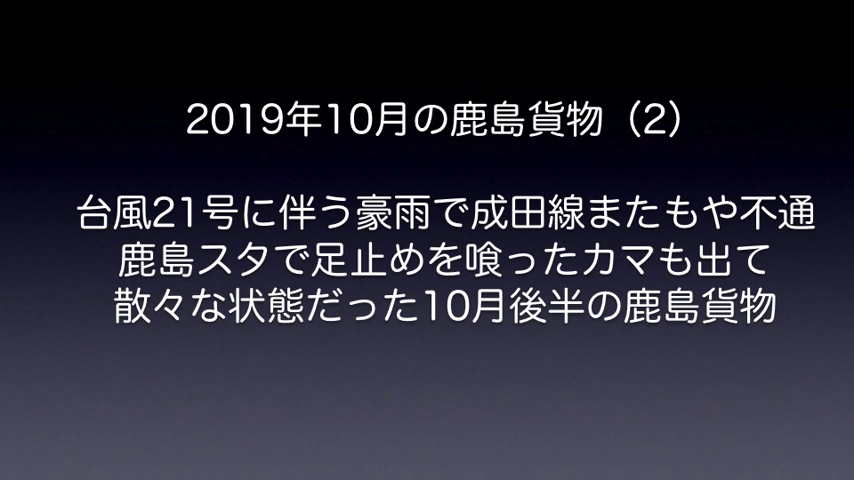 2019年10月の鹿島貨物（2）
台風21号に伴う豪雨で成田線またもや不通
鹿島スタで足止めを喰ったカマも出て
散々な状態だった10月後半の鹿島貨物